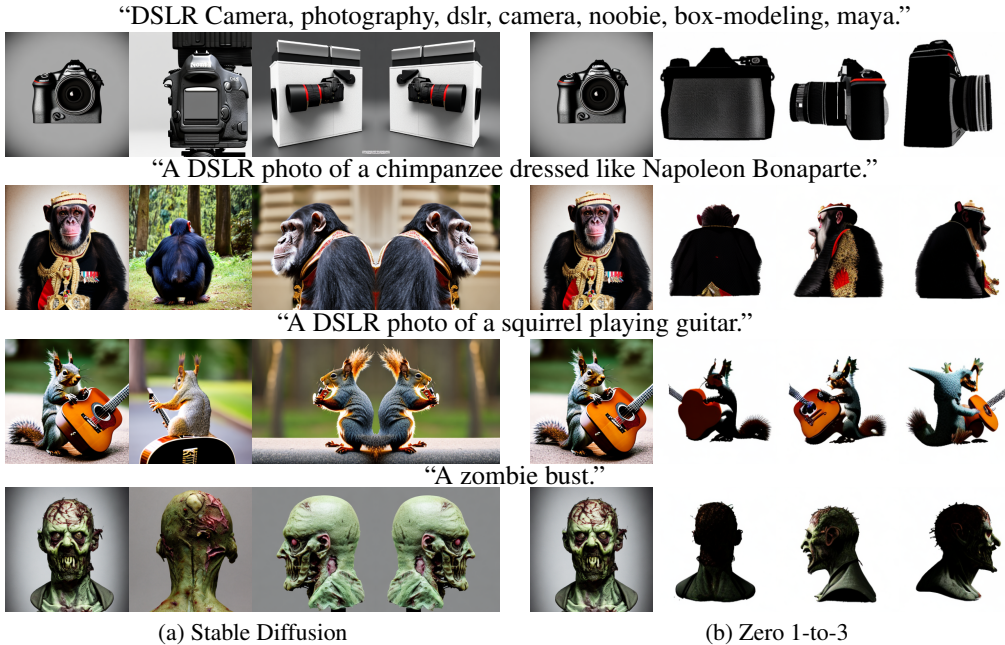 “DSLR Camera, photography, dslr, camera, noobie, box-modeling, maya.”
“A DSLR photo of a chimpanzee dressed like Napoleon Bonaparte.”
“A DSLR photo of a squirrel playing guitar.”
“A zombie bust.”
(a) Stable Diffusion
(b) Zero 1-to-3